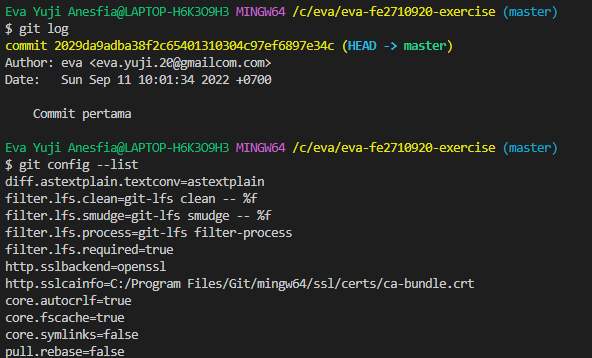 Eva Yuji Anesfia@LAPTOP-H6K3O9H3 MINGW64 /c/eva/eva-fe2710920-exercise (master)
$ git log
commit 2029da9adba38f2c65401310304c97ef6897e34c (HEAD -> master)
Author: eva <eva.yuji.20@gmailcom.com>
Date:   Sun Sep 11 10:01:34 2022 +0700

    Commit pertama

Eva Yuji Anesfia@LAPTOP-H6K3O9H3 MINGW64 /c/eva/eva-fe2710920-exercise (master)
$ git config --list
diff.astextplain.textconv=astextplain
filter.lfs.clean=git-lfs clean -- %f
filter.lfs.smudge=git-lfs smudge -- %f
filter.lfs.process=git-lfs filter-process
filter.lfs.required=true
http.sslbackend=openssl
http.sslcainfo=C:/Program Files/Git/mingw64/ssl/certs/ca-bundle.crt
core.autocrlf=true
core.fscache=true
core.symlinks=false
pull.rebase=false